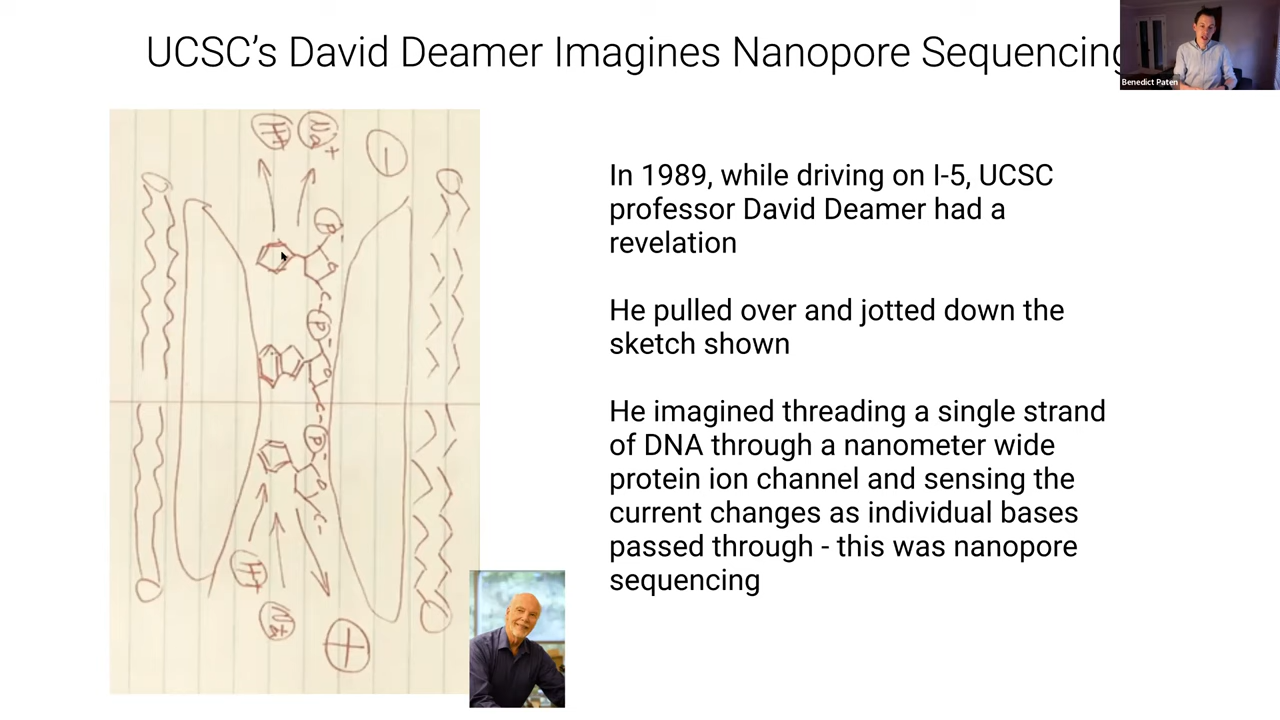 UCSC’s David Deamer Imagines Nanopore Sequencing
Benedict Paten
H+
Na+
In 1989, while driving on I-5, UCSC
professor David Deamer had a
revelation
He pulled over and jotted down the
sketch shown
He imagined threading a single strand
of DNA through a nanometer wide
protein ion channel and sensing the
current changes as individual bases
passed through - this was nanopore
sequencing